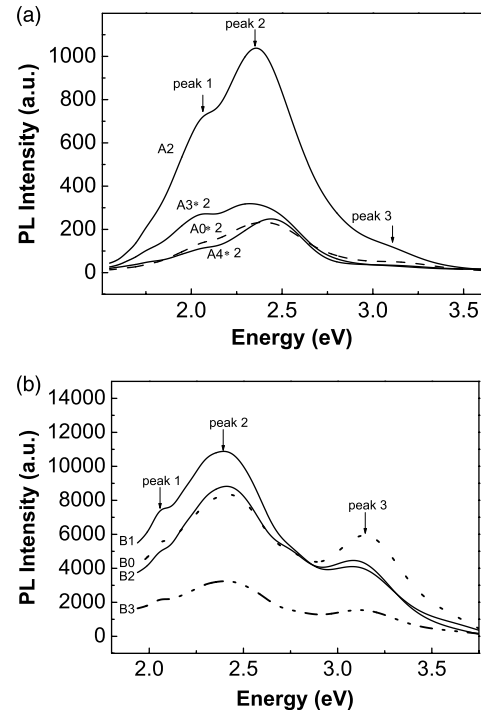 (a)
peak 2
peak 1
A2
A3* 2
A0* 2
A4* 2
peak 3
PL Intensity (a.u.)
1000
800
600
400
200
0
2.0
2.5
3.0
3.5
Energy (eV)
(b)
peak 2
peak 1
peak 3
B1
B0
B2
B3
PL Intensity (a.u.)
14000
12000
10000
8000
6000
4000
2000
0
2.0
2.5
3.0
3.5
Energy (eV)